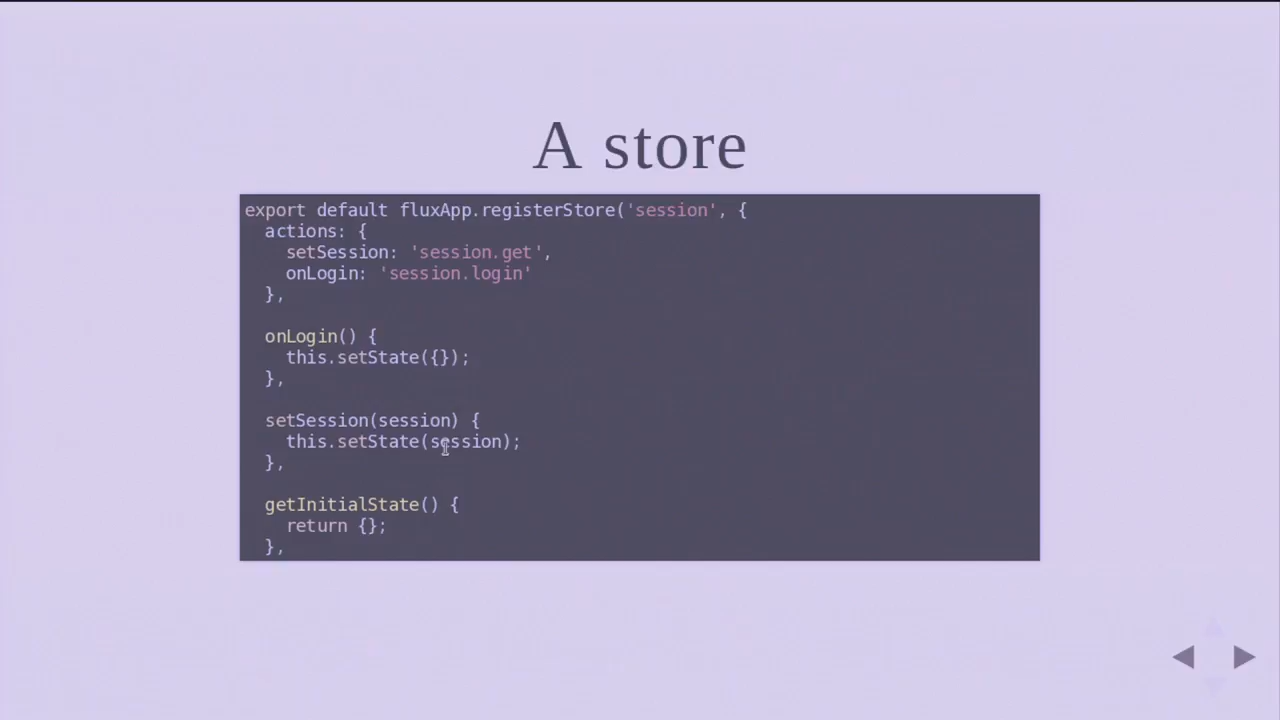 A store
export default fluxApp.registerStore('session', {
  actions: {
    setSession: 'session.get',
    onLogin: 'session.login'
  },

  onLogin() {
    this.setState({});
  },

  setSession(session) {
    this.setState(session);
  },

  getInitialState() {
    return {};
  },